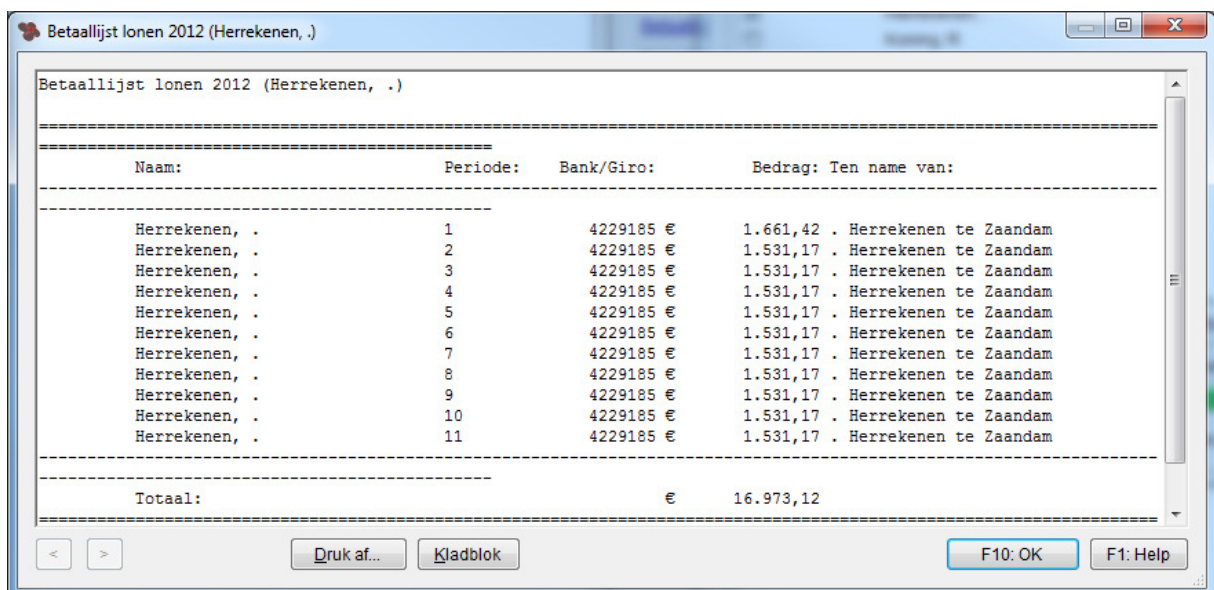 Betaallijst lonen 2012 (Herrekenen, .)
Betaallijst lonen 2012 (Herrekenen, .)
Naam: Periode: Bank/Giro: Bedrag: Ten name van:
Herrekenen, . 1 4229185 € 1.661,42 . Herrekenen te Zaandam
Herrekenen, . 2 4229185 € 1.531,17 . Herrekenen te Zaandam
Herrekenen, . 3 4229185 € 1.531,17 . Herrekenen te Zaandam
Herrekenen, . 4 4229185 € 1.531,17 . Herrekenen te Zaandam
Herrekenen, . 5 4229185 € 1.531,17 . Herrekenen te Zaandam
Herrekenen, . 6 4229185 € 1.531,17 . Herrekenen te Zaandam
Herrekenen, . 7 4229185 € 1.531,17 . Herrekenen te Zaandam
Herrekenen, . 8 4229185 € 1.531,17 . Herrekenen te Zaandam
Herrekenen, . 9 4229185 € 1.531,17 . Herrekenen te Zaandam
Herrekenen, . 10 4229185 € 1.531,17 . Herrekenen te Zaandam
Herrekenen, . 11 4229185 € 1.531,17 . Herrekenen te Zaandam
Totaal: € 16.973,12
< > Druk af... Kladblok F10: OK F1: Help